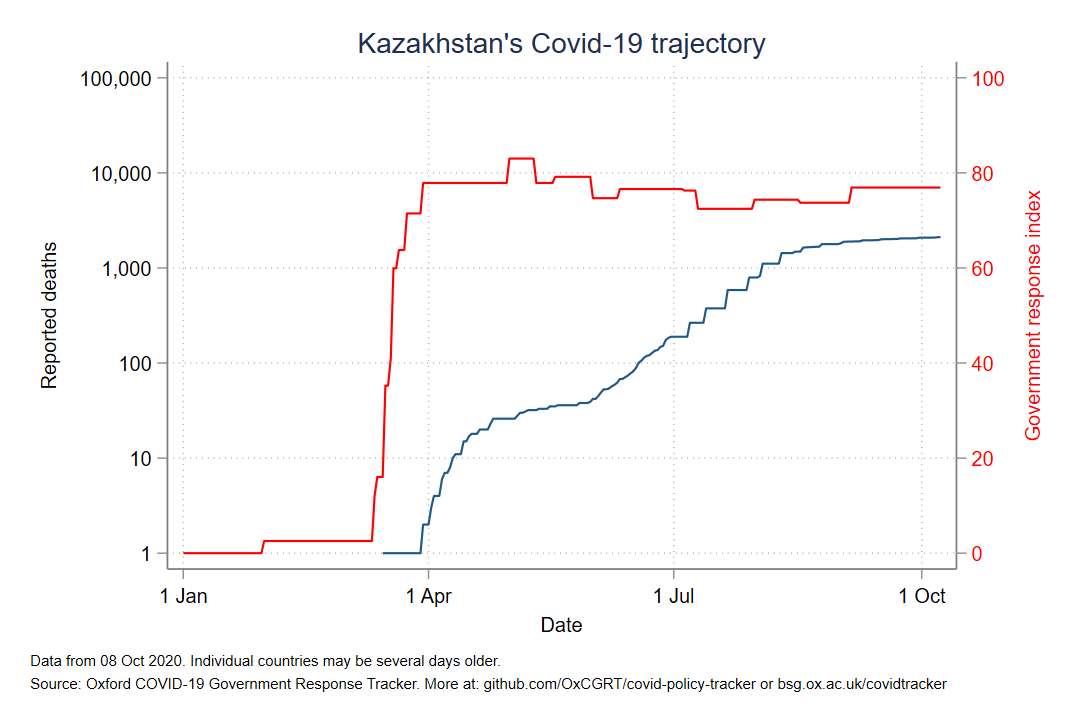 Kazakhstan's Covid-19 trajectory
100,000
10,000
1,000
100
10
1
Reported deaths
100
80
60
40
20
0
Government response index
1 Jan
1 Apr
1 Jul
1 Oct
Date
Data from 08 Oct 2020. Individual countries may be several days older.
Source: Oxford COVID-19 Government Response Tracker. More at: github.com/OxCGRT/covid-policy-tracker or bsg.ox.ac.uk/covidtracker